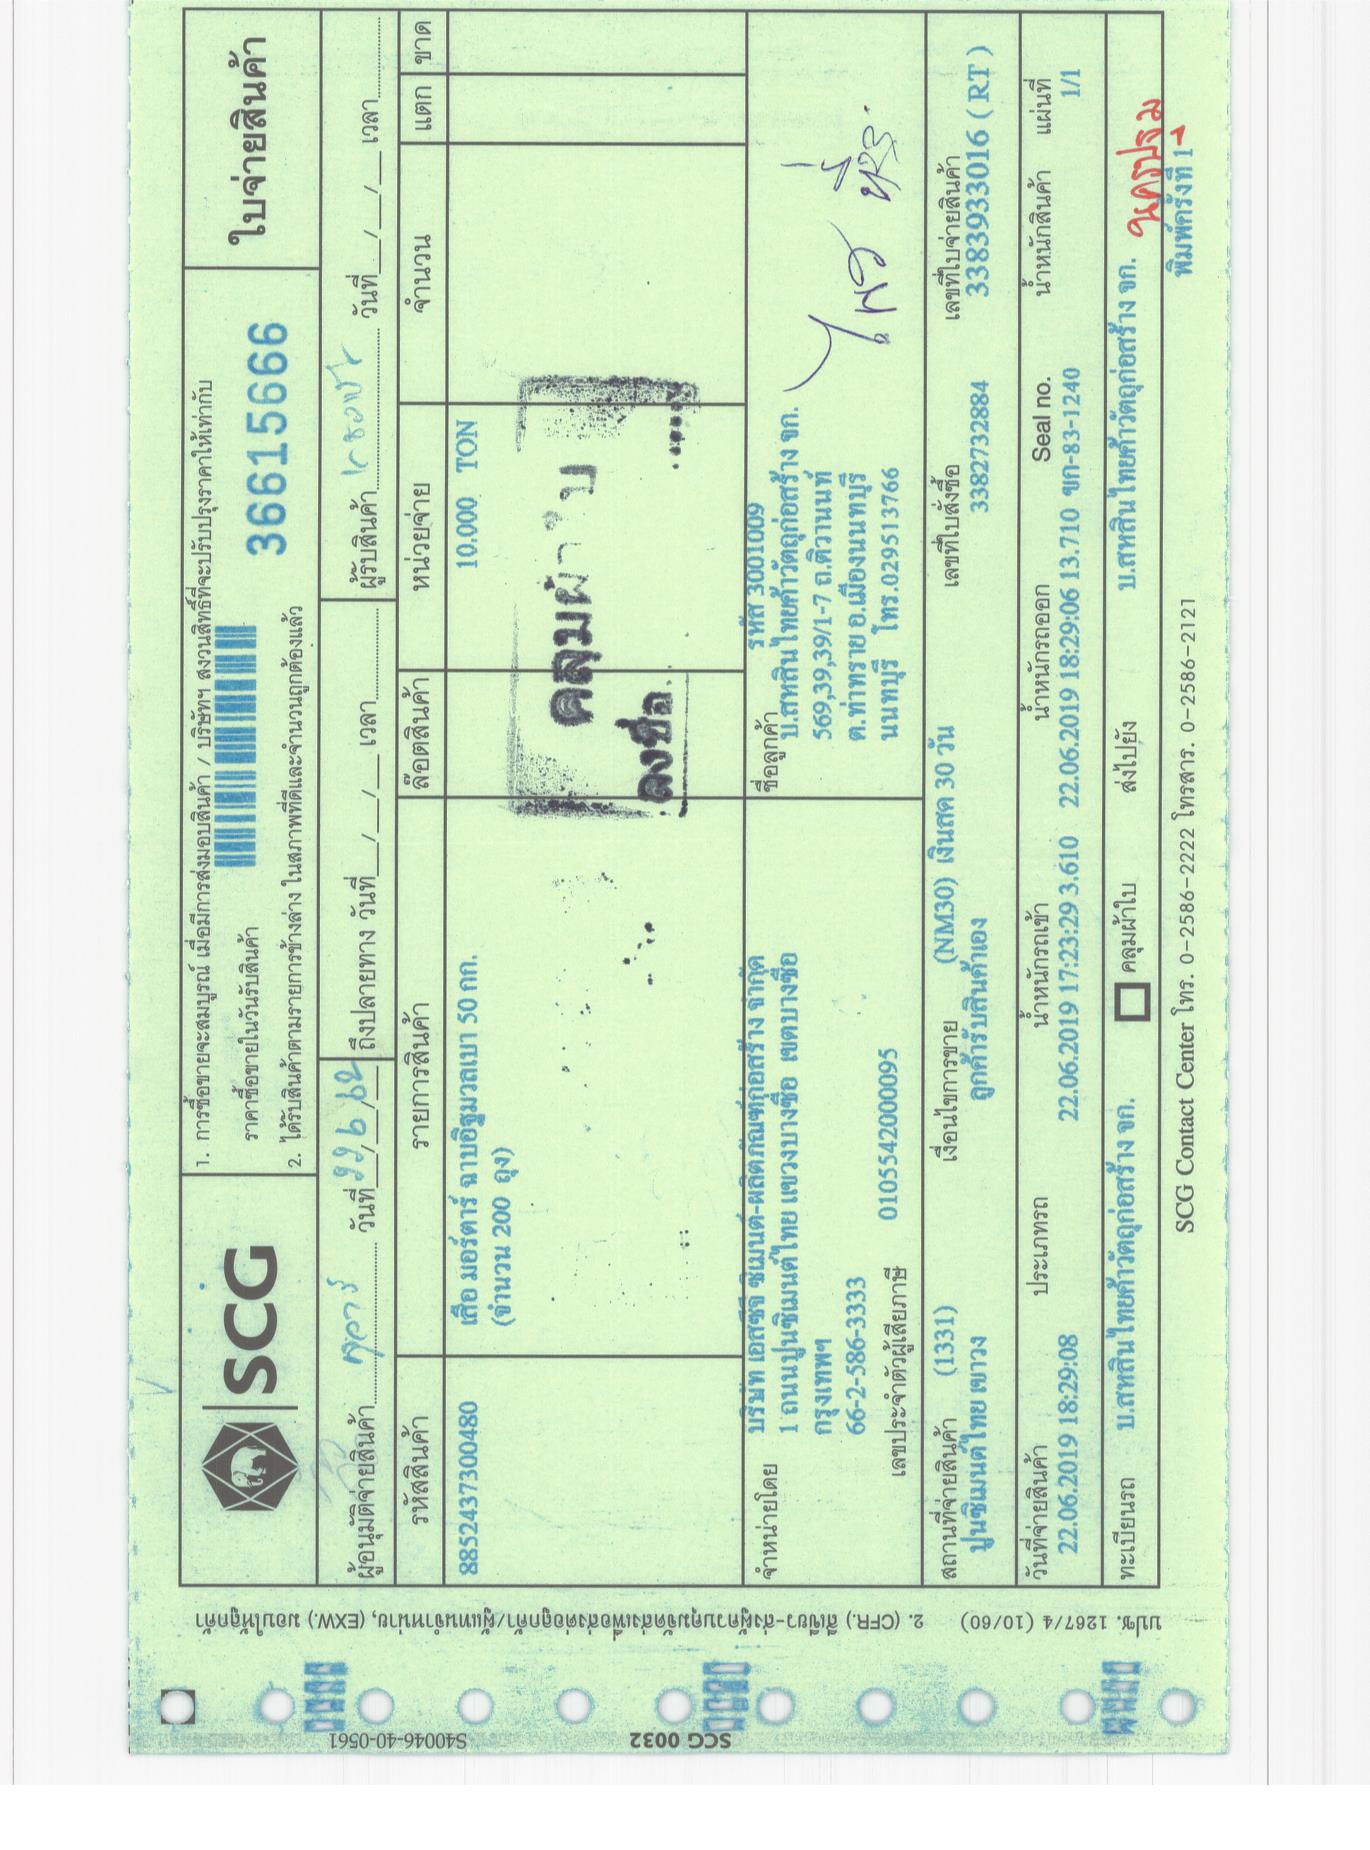 SCG
1. การซื้อขายจะสมบูรณ์ เมื่อมีการส่งมอบสินค้า / บริษัทฯ สงวนสิทธิ์ที่จะปรับปรุงราคาให้เท่ากับ
ราคาซื้อขายในวันรับสินค้า
36615666
2. ได้รับสินค้าตามรายการข้างล่าง ในสภาพที่ดีและจำนวนถูกต้องแล้ว
ใบจ่ายสินค้า
ผู้อนุมัติจ่ายสินค้า วันที่ 22/6/62 ถึงปลายทาง วันที่__/__/__ เวลา ผู้รับสินค้า วันที่__/__/__ เวลา
รหัสสินค้า รายการสินค้า ล๊อตสินค้า หน่วยจ่าย จำนวน แตก ขาด
8852437300480 เสือ มอร์ตาร์ ฉาบอิฐมวลเบา 50 กก. 10.000 TON
(จำนวน 200 ถุง)
คลุมผ้าใบ
ลงชื่อ
จำหน่ายโดย บริษัท เอสซีจี ซิเมนต์-ผลิตภัณฑ์ก่อสร้าง จำกัด
1 ถนนปูนซิเมนต์ไทย แขวงบางซื่อ เขตบางซื่อ
กรุงเทพฯ
66-2-586-3333
เลขประจำตัวผู้เสียภาษี 0105542000095
ชื่อลูกค้า รหัส 3001009
บ.สหสินไทยค้าวัตถุก่อสร้าง จก.
569,39,39/1-7 ถ.ติวานนท์
ต.ท่าทราย อ.เมืองนนทบุรี
นนทบุรี โทร.029513766
สถานที่จ่ายสินค้า (1331) เงื่อนไขการขาย (NM30) เงินสด 30 วัน เลขที่ใบสั่งซื้อ เลขที่ใบจ่ายสินค้า
ปูนซิเมนต์ไทย เขาวง ลูกค้ารับสินค้าเอง 3382732884 3383933016 ( RT )
วันที่จ่ายสินค้า ประเภทรถ น้ำหนักรถเข้า น้ำหนักรถออก Seal no. น้ำหนักสินค้า แผ่นที่
22.06.2019 18:29:08 22.06.2019 17:23:29 3.610 22.06.2019 18:29:06 13.710 ขก-83-1240 1/1
ทะเบียนรถ บ.สหสินไทยค้าวัตถุก่อสร้าง จก. คลุมผ้าใบ ส่งไปยัง บ.สหสินไทยค้าวัตถุก่อสร้าง จก. นครปฐม
SCG Contact Center โทร. 0-2586-2222 โทรสาร. 0-2586-2121
พิมพ์ครั้งที่ 1
S40046-40-0561
SCG 0032
บปซ. 1267/4 (10/60) 2. (CFR.) สีเขียว-ส่งผู้ควบคุมจัดส่งเพื่อส่งต่อลูกค้า/ผู้แทนจำหน่าย, (EXW.) มอบให้ลูกค้า